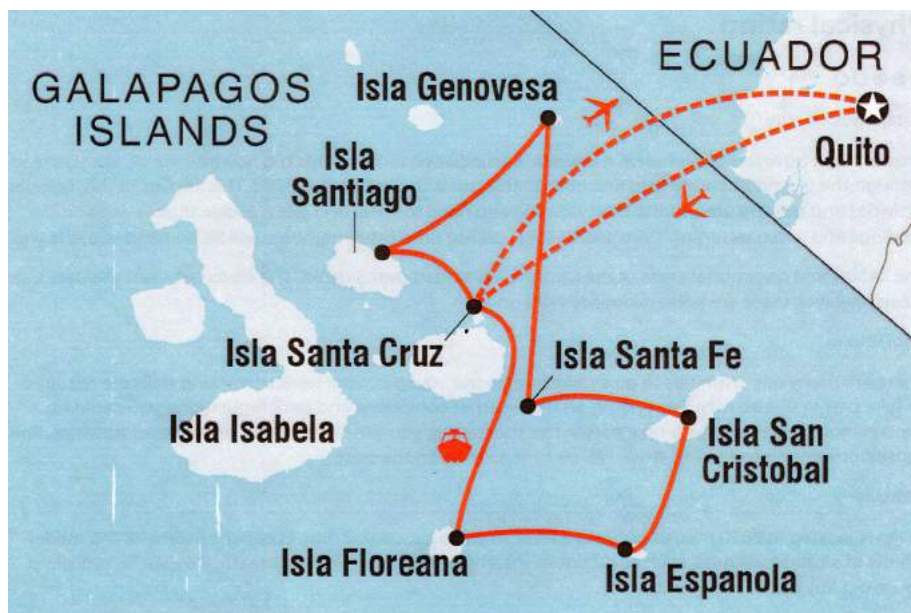 GALAPAGOS
ISLANDS
ECUADOR
Quito
Isla Genovesa
Isla
Santiago
Isla Santa Cruz
Isla Santa Fe
Isla Isabela
Isla San
Cristobal
Isla Floreana
Isla Espanola